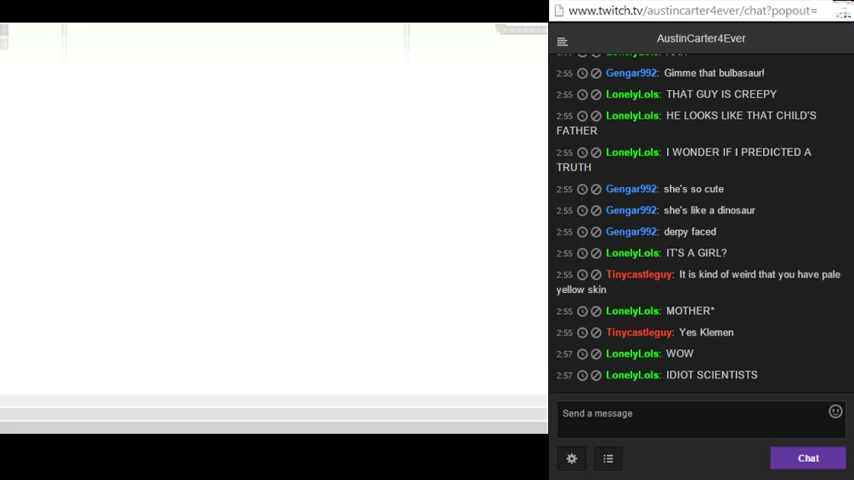 www.twitch.tv/austincarter4ever/chat?popout=
AustinCarter4Ever
2:55 Gengar992: Gimme that bulbasaur!
2:55 LonelyLols: THAT GUY IS CREEPY
2:55 LonelyLols: HE LOOKS LIKE THAT CHILD'S
FATHER
2:55 LonelyLols: I WONDER IF I PREDICTED A
TRUTH
2:55 Gengar992: she's so cute
2:55 Gengar992: she's like a dinosaur
2:55 Gengar992: derpy faced
2:55 LonelyLols: IT'S A GIRL?
2:55 Tinycastleguy: It is kind of weird that you have pale
yellow skin
2:55 LonelyLols: MOTHER*
2:55 Tinycastleguy: Yes Klemen
2:57 LonelyLols: WOW
2:57 LonelyLols: IDIOT SCIENTISTS
Send a message
Chat